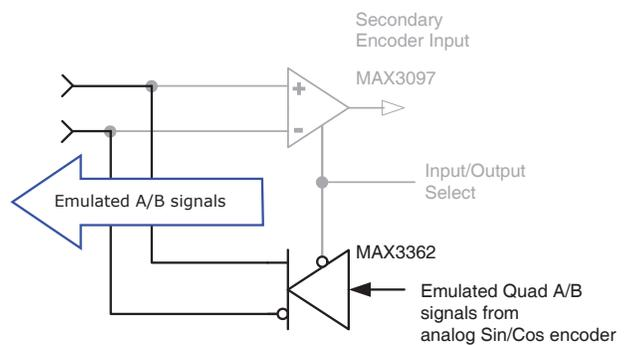 Secondary
Encoder Input
MAX3097
+
-
Input/Output
Select
Emulated A/B signals
MAX3362
Emulated Quad A/B
signals from
analog Sin/Cos encoder